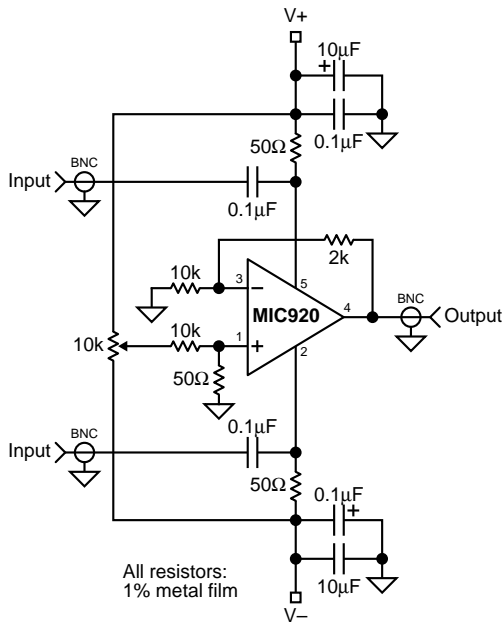 V+
10µF
+
0.1µF
50Ω
BNC
Input
0.1µF
2k
10k
3
−
5
MIC920
4
BNC
Output
10k
10k
1
+
2
50Ω
0.1µF
BNC
Input
50Ω
0.1µF
+
10µF
All resistors:
1% metal film
V−